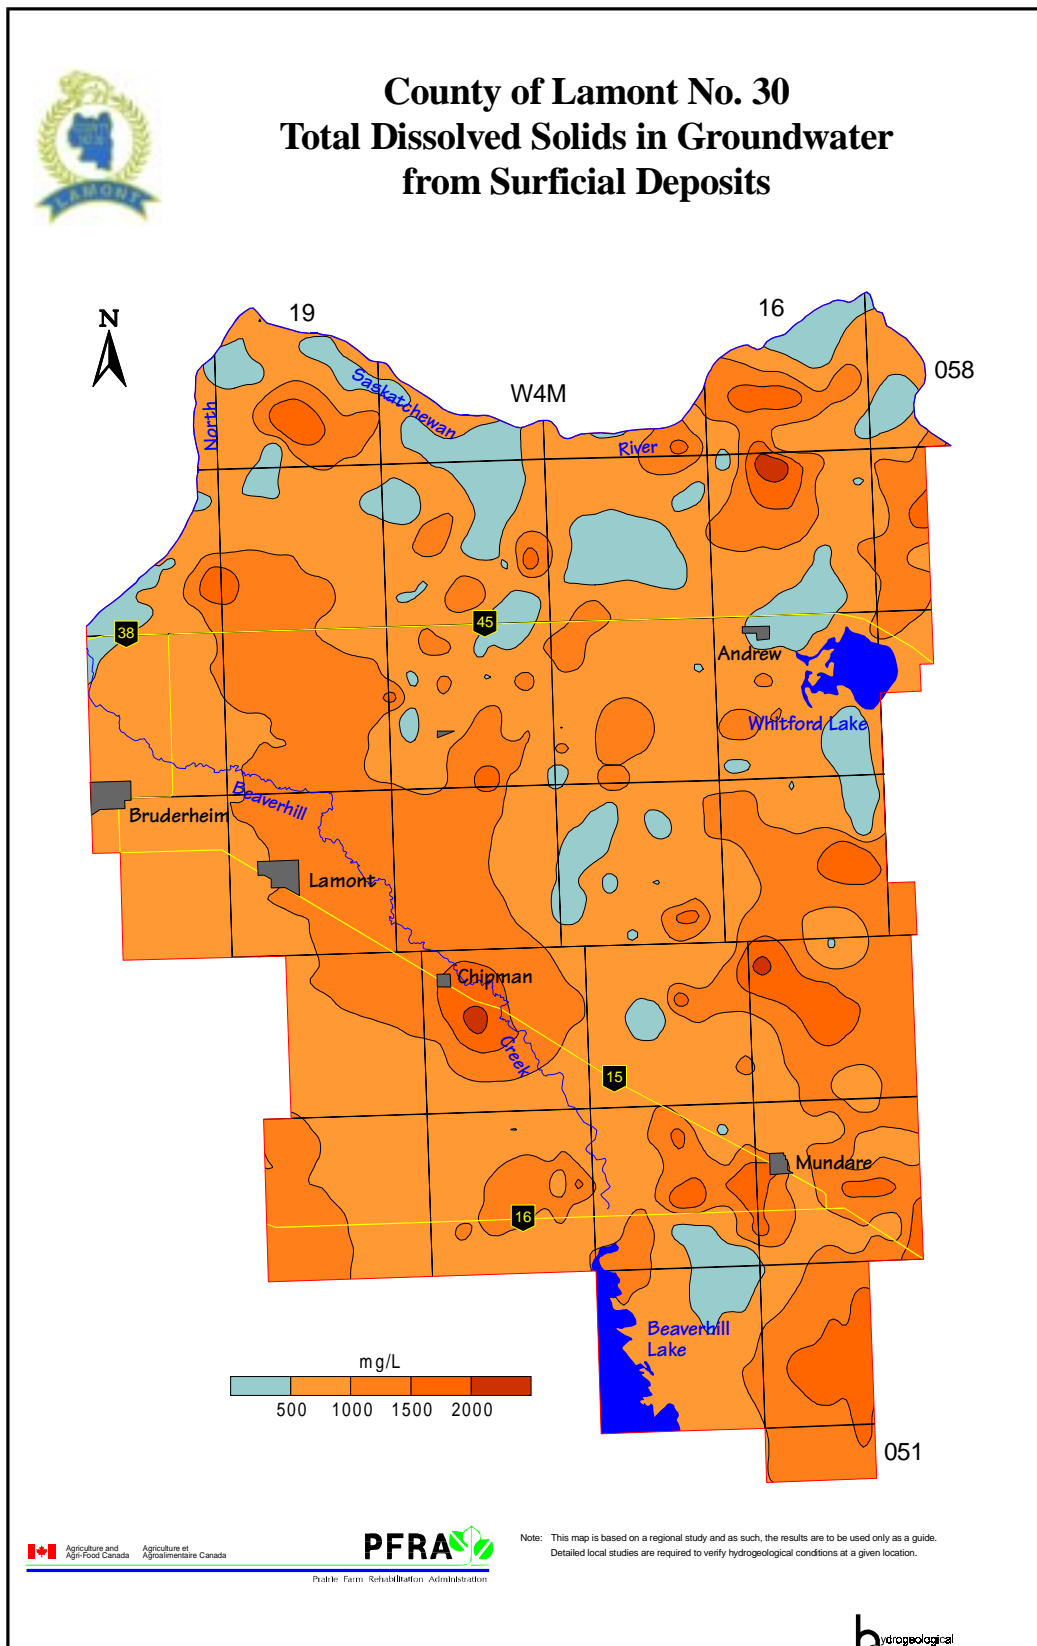 County of Lamont No. 30
Total Dissolved Solids in Groundwater
from Surficial Deposits
LAMONT
N
19
16
058
W4M
North
Saskatchewan
River
38
45
Andrew
Whitford Lake
Bruderheim
Beaverhill
Lamont
Chipman
Creek
15
Mundare
16
Beaverhill
Lake
mg/L
500 1000 1500 2000
051
Agriculture and
Agri-Food Canada
Agriculture et
Agroalimentaire Canada
PFRA
Prairie Farm Rehabilitation Administration
Note: This map is based on a regional study and as such, the results are to be used only as a guide.
Detailed local studies are required to verify hydrogeological conditions at a given location.
hydrogeological